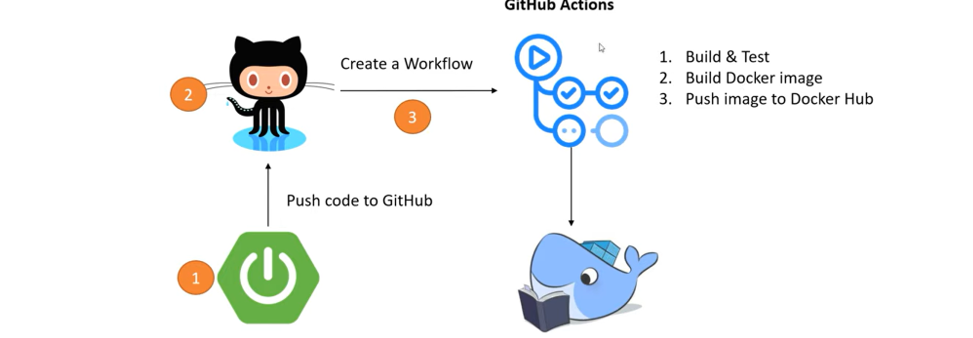 GitHub Actions
Create a Workflow
1. Build & Test
2. Build Docker image
3. Push image to Docker Hub
2
3
Push code to GitHub
1